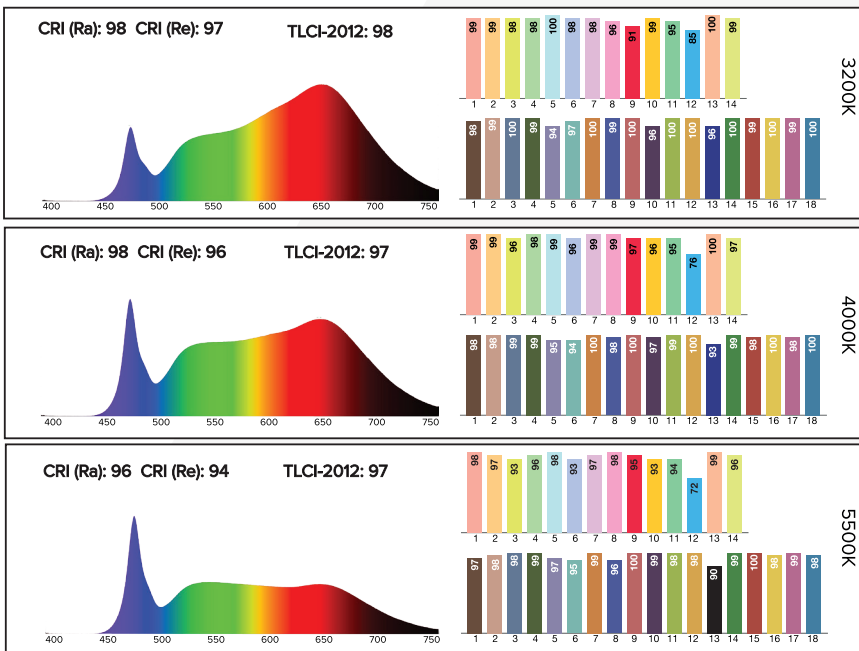 CRI (Ra): 98 CRI (Re): 97 TLCI-2012: 98
99 99 98 98 100 98 98 96 91 99 95 85 100 99
1 2 3 4 5 6 7 8 9 10 11 12 13 14
98 99 100 99 94 97 100 99 100 96 100 100 96 100 99 100 99 100
1 2 3 4 5 6 7 8 9 10 11 12 13 14 15 16 17 18
400 450 500 550 600 650 700 750
3200K
CRI (Ra): 98 CRI (Re): 96 TLCI-2012: 97
99 99 96 98 99 96 99 99 97 96 95 76 100 97
1 2 3 4 5 6 7 8 9 10 11 12 13 14
98 98 99 99 95 94 100 98 100 97 99 100 93 99 98 100 98 100
1 2 3 4 5 6 7 8 9 10 11 12 13 14 15 16 17 18
400 450 500 550 600 650 700 750
4000K
CRI (Ra): 96 CRI (Re): 94 TLCI-2012: 97
98 97 93 96 98 93 97 98 95 93 94 72 99 96
1 2 3 4 5 6 7 8 9 10 11 12 13 14
97 98 98 99 97 95 99 96 100 99 98 98 90 99 100 98 99 98
1 2 3 4 5 6 7 8 9 10 11 12 13 14 15 16 17 18
400 450 500 550 600 650 700 750
5500K